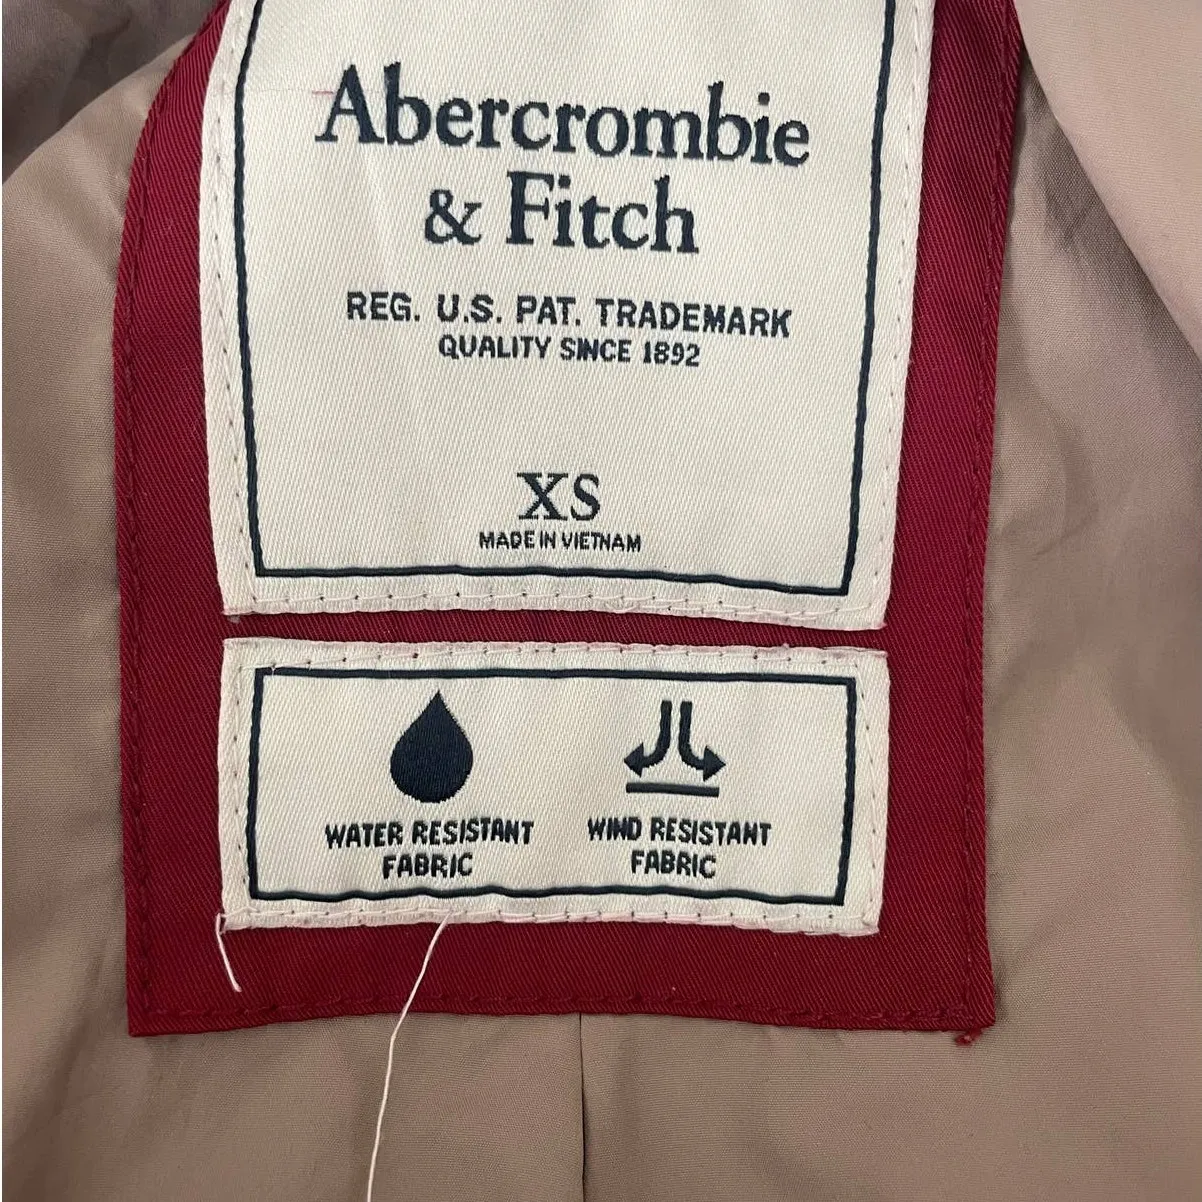 Abercrombie
& Fitch
REG. U.S. PAT. TRADEMARK
QUALITY SINCE 1892
XS
MADE IN VIETNAM
WATER RESISTANT
FABRIC
WIND RESISTANT
FABRIC